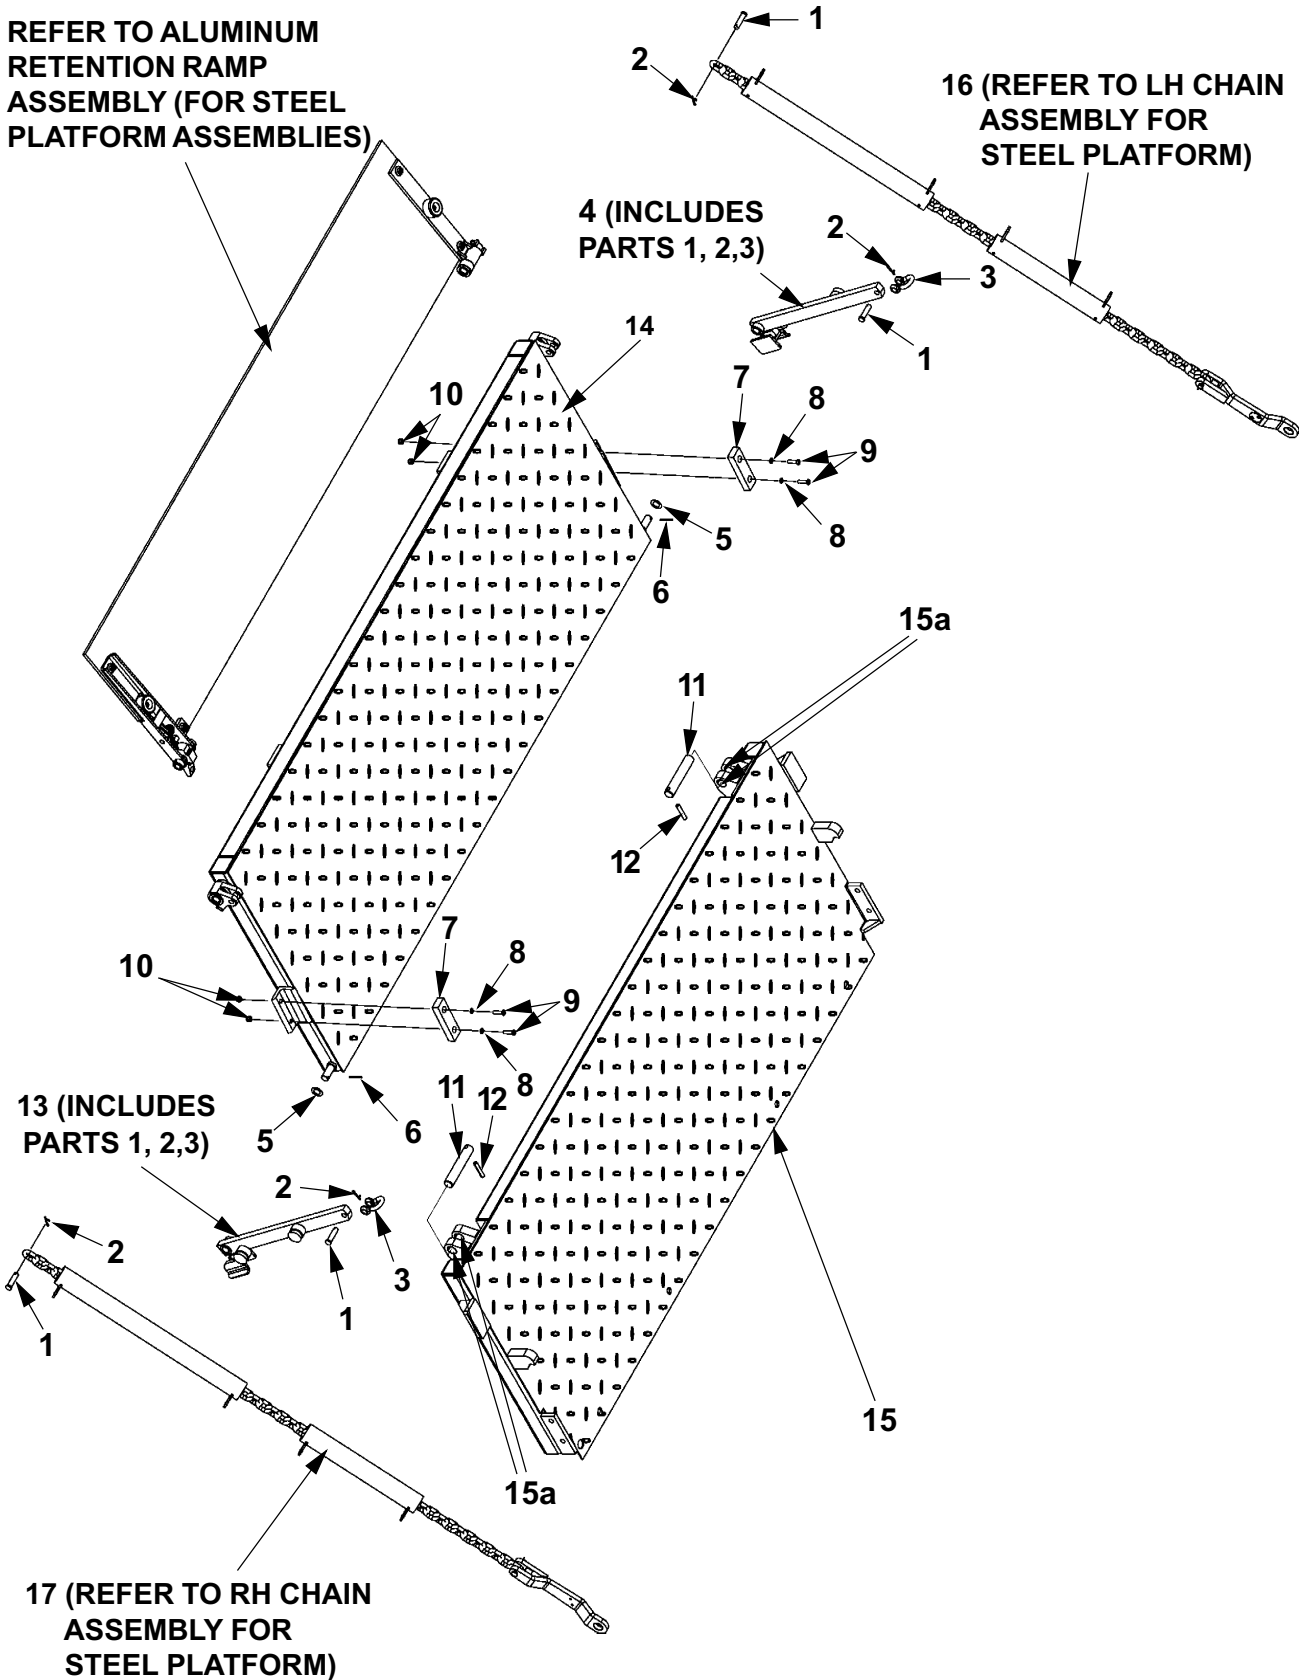 REFER TO ALUMINUM
RETENTION RAMP
ASSEMBLY (FOR STEEL
PLATFORM ASSEMBLIES)
1
2
16 (REFER TO LH CHAIN
ASSEMBLY FOR
STEEL PLATFORM)
4 (INCLUDES
PARTS 1, 2,3)
2
3
1
14
10
7
8
9
8
5
6
15a
11
12
7
8
10
9
8
11
12
6
5
13 (INCLUDES
PARTS 1, 2,3)
2
2
3
1
1
15
15a
17 (REFER TO RH CHAIN
ASSEMBLY FOR
STEEL PLATFORM)